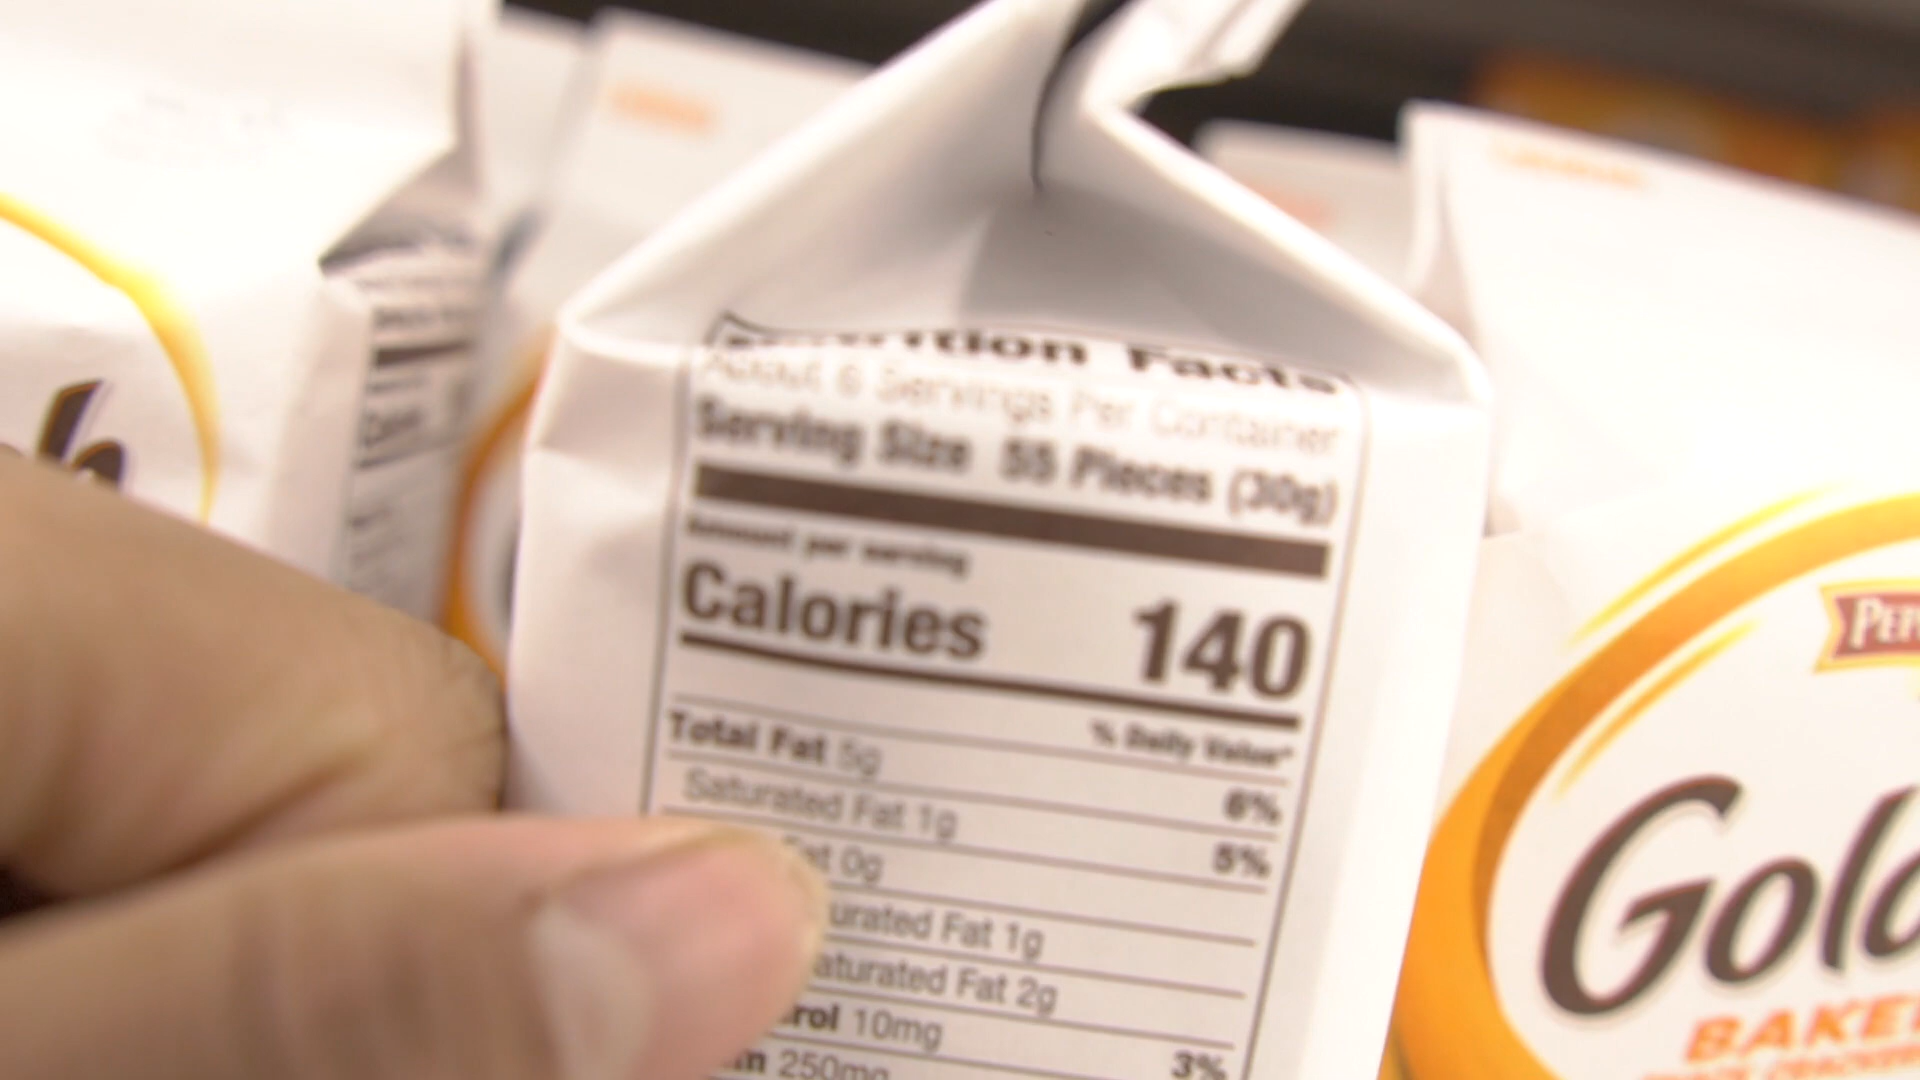 Nutrition Facts
About 6 Servings Per Container
Serving Size 55 Pieces (30g)
Amount per serving
Calories 140
% Daily Value*
Total Fat 5g 6%
Saturated Fat 1g 5%
Fat 0g
urated Fat 1g
aturated Fat 2g
rol 10mg 3%
250mg
h
PEP
Gold
BAKE